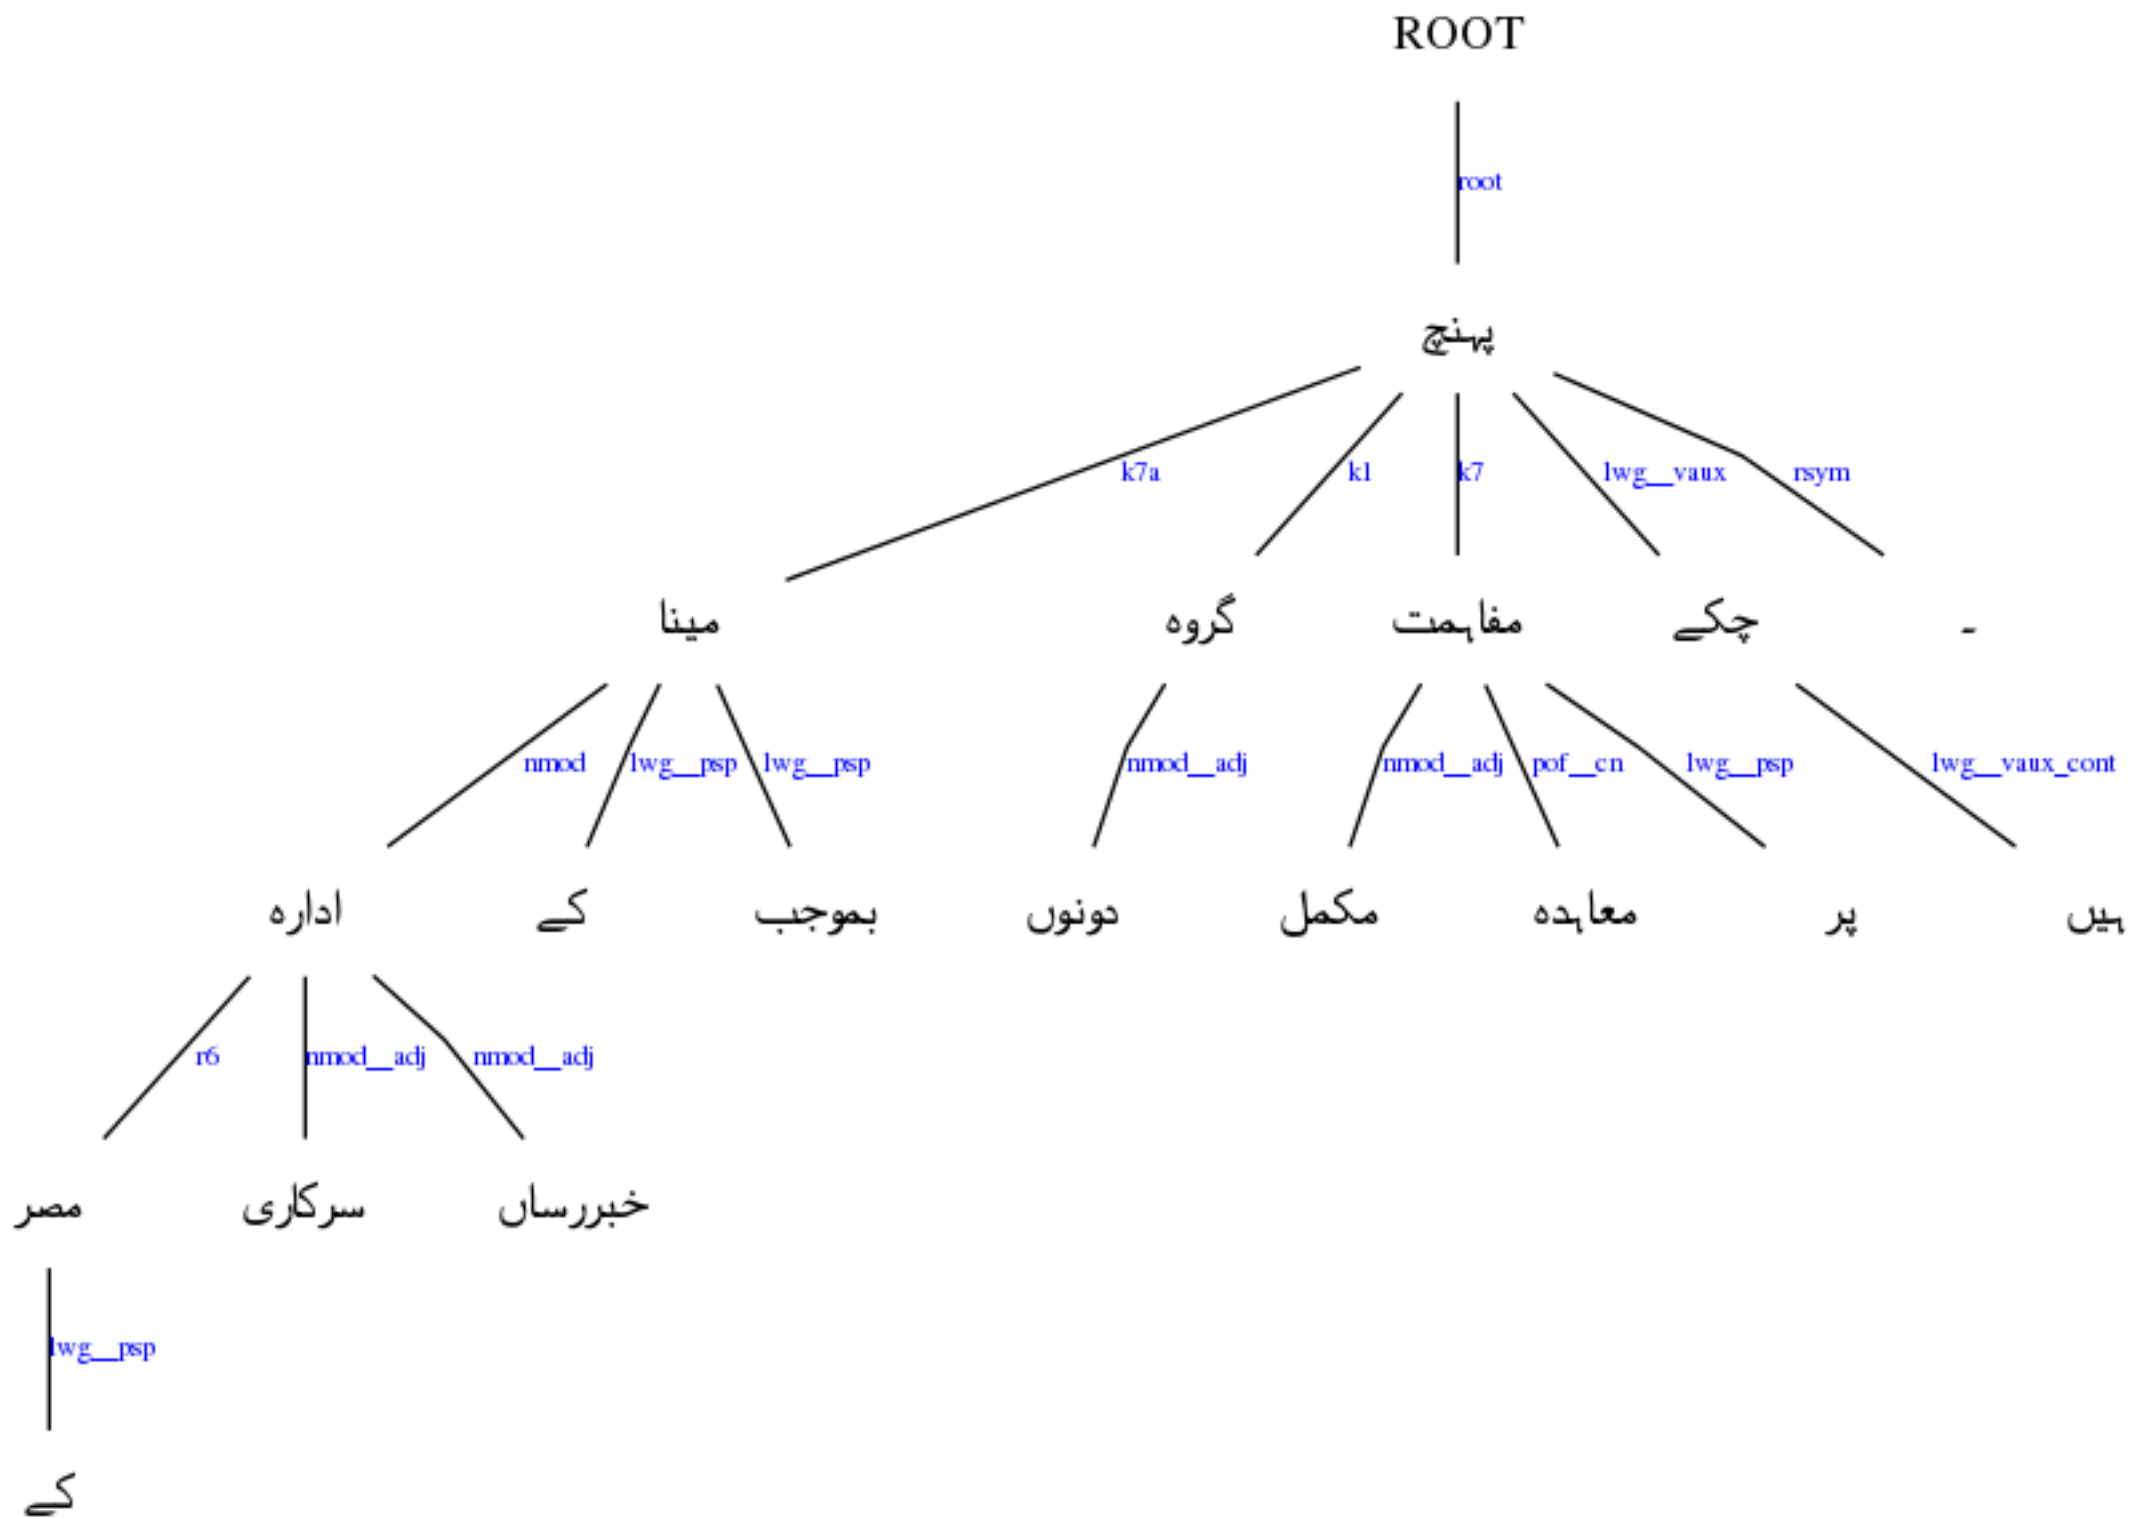 ROOT
root
پہنچ
k7a k1 k7 lwg__vaux rsym
مینا گروہ مفاہمت چکے ۔
nmod lwg__psp lwg__psp nmod__adj nmod__adj pof__cn lwg__psp lwg__vaux_cont
ادارہ کے بموجب دونوں مکمل معاہدہ پر ہیں
r6 nmod__adj nmod__adj
مصر سرکاری خبررساں
lwg__psp
کے